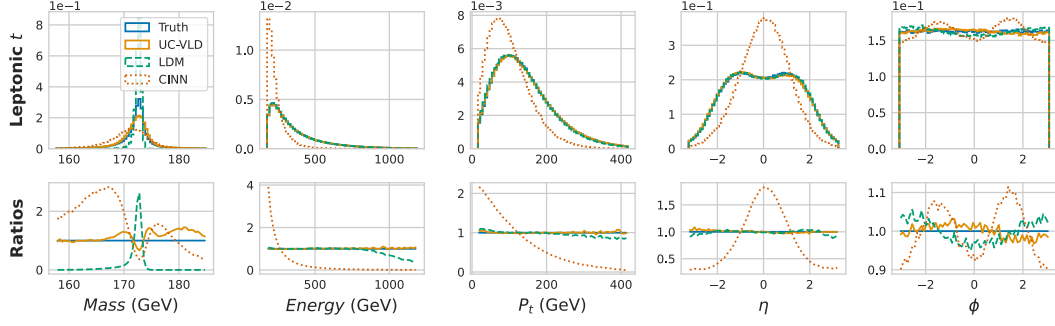 1e−1 1e−2 1e−3 1e−1 1e−1
Leptonic t
8 6 4 2 0
Truth
UC-VLD
LDM
CINN
160 170 180
1.0 0.5 0.0
500 1000
8 6 4 2 0
0 200 400
3 2 1 0
−2 0 2
1.5 1.0 0.5 0.0
−2 0 2
Ratios
2 0
160 170 180
Mass (GeV)
4 2 0
500 1000
Energy (GeV)
2 1 0
0 200 400
Pt (GeV)
2.0 1.5 1.0 0.5
−2 0 2
η
1.1 1.0 0.9
−2 0 2
ϕ